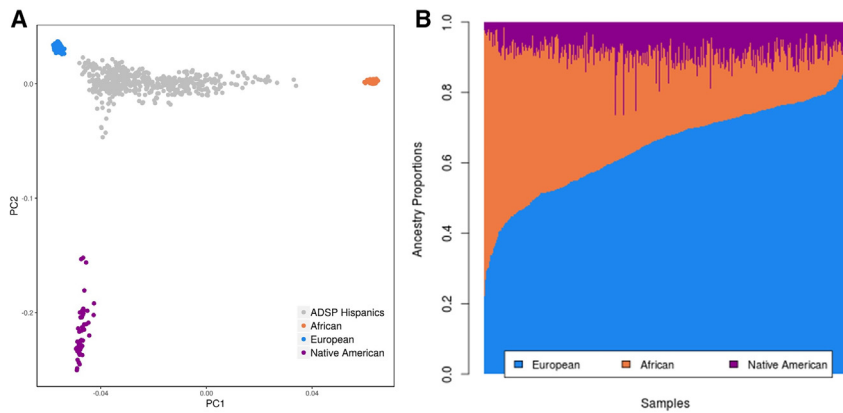 A
0.0
-0.1
-0.2
PC2
-0.04
0.00
0.04
PC1
ADSP Hispanics
African
European
Native American
B
1.0
0.8
0.6
0.4
0.2
0.0
Ancestry Proportions
European African Native American
Samples